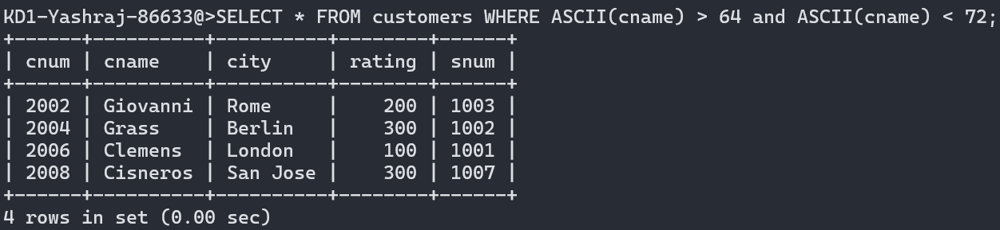 KD1-Yashraj-86633@>SELECT * FROM customers WHERE ASCII(cname) > 64 and ASCII(cname) < 72;
+------+----------+----------+--------+------+
| cnum | cname    | city     | rating | snum |
+------+----------+----------+--------+------+
| 2002 | Giovanni | Rome     |    200 | 1003 |
| 2004 | Grass    | Berlin   |    300 | 1002 |
| 2006 | Clemens  | London   |    100 | 1001 |
| 2008 | Cisneros | San Jose |    300 | 1007 |
+------+----------+----------+--------+------+
4 rows in set (0.00 sec)